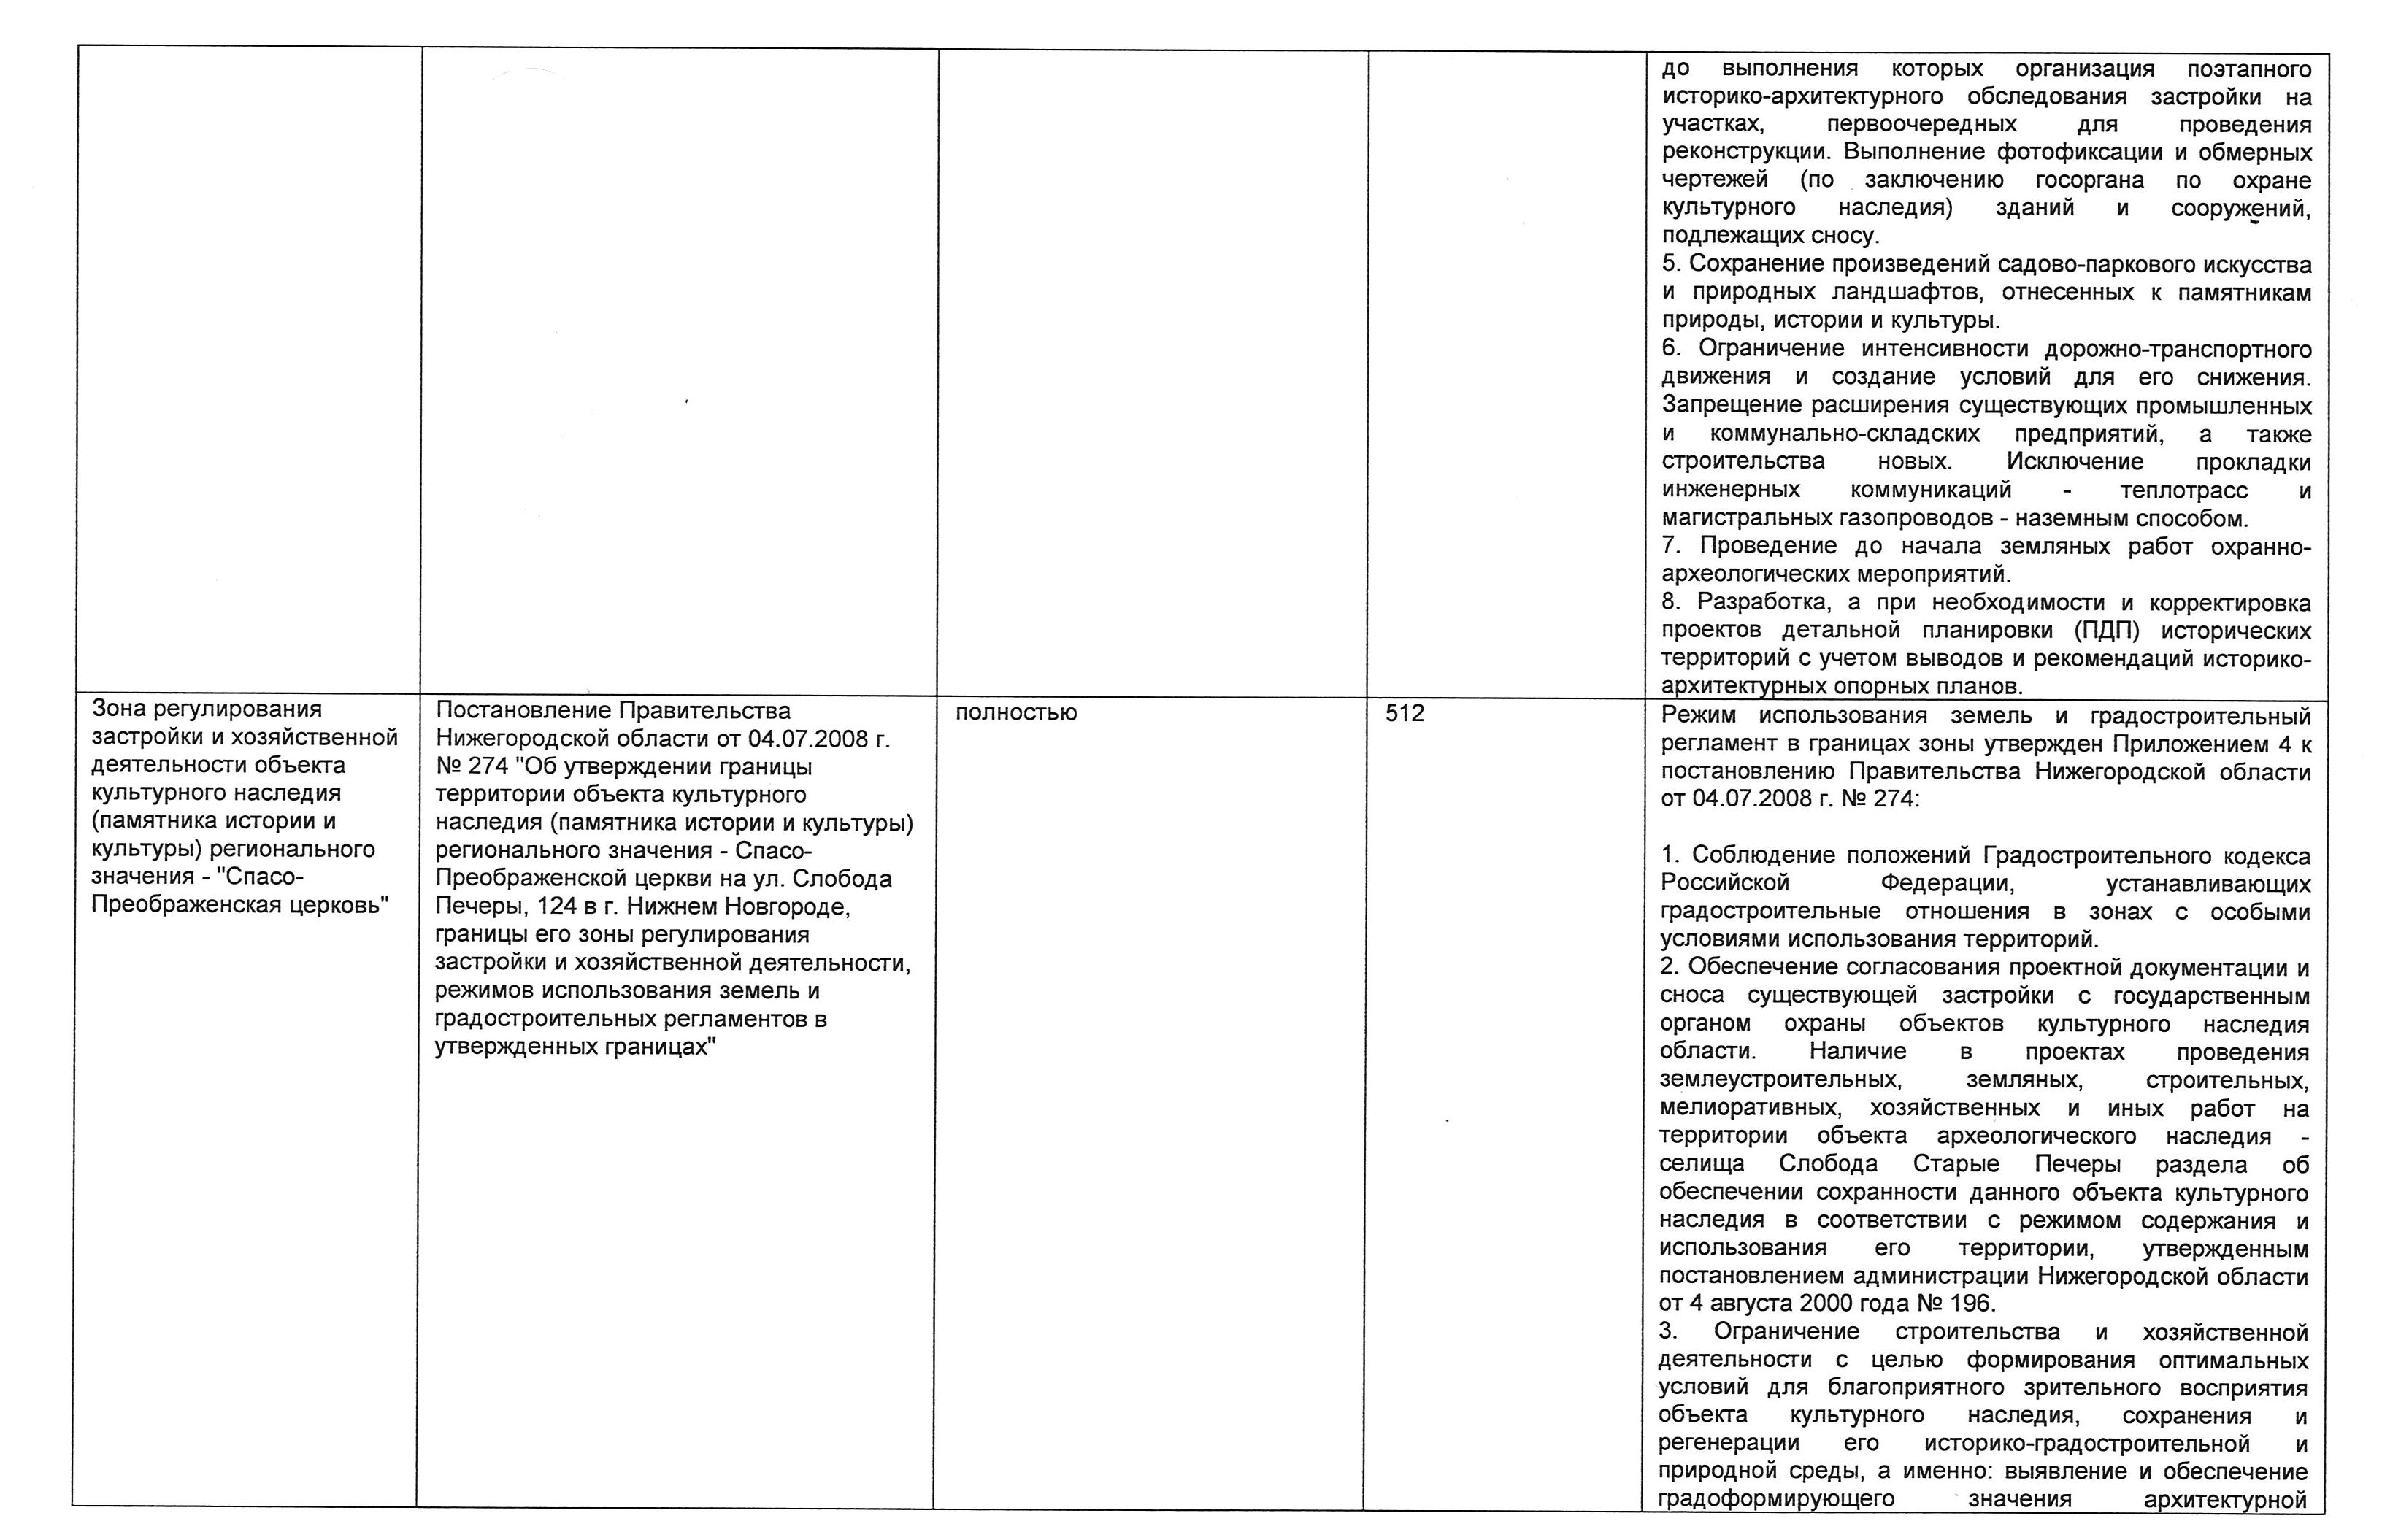 до выполнения которых организация поэтапного
историко-архитектурного обследования застройки на
участках, первоочередных для проведения
реконструкции. Выполнение фотофиксации и обмерных
чертежей (по заключению госоргана по охране
культурного наследия) зданий и сооружений,
подлежащих сносу.
5. Сохранение произведений садово-паркового искусства
и природных ландшафтов, отнесенных к памятникам
природы, истории и культуры.
6. Ограничение интенсивности дорожно-транспортного
движения и создание условий для его снижения.
Запрещение расширения существующих промышленных
и коммунально-складских предприятий, а также
строительства новых. Исключение прокладки
инженерных коммуникаций - теплотрасс и
магистральных газопроводов - наземным способом.
7. Проведение до начала земляных работ охранно-
археологических мероприятий.
8. Разработка, а при необходимости и корректировка
проектов детальной планировки (ПДП) исторических
территорий с учетом выводов и рекомендаций историко-
архитектурных опорных планов.
Зона регулирования
застройки и хозяйственной
деятельности объекта
культурного наследия
(памятника истории и
культуры) регионального
значения - "Спасо-
Преображенская церковь"
Постановление Правительства
Нижегородской области от 04.07.2008 г.
№ 274 "Об утверждении границы
территории объекта культурного
наследия (памятника истории и культуры)
регионального значения - Спасо-
Преображенской церкви на ул. Слобода
Печеры, 124 в г. Нижнем Новгороде,
границы его зоны регулирования
застройки и хозяйственной деятельности,
режимов использования земель и
градостроительных регламентов в
утвержденных границах"
полностью
512
Режим использования земель и градостроительный
регламент в границах зоны утвержден Приложением 4 к
постановлению Правительства Нижегородской области
от 04.07.2008 г. № 274:
1. Соблюдение положений Градостроительного кодекса
Российской Федерации, устанавливающих
градостроительные отношения в зонах с особыми
условиями использования территорий.
2. Обеспечение согласования проектной документации и
сноса существующей застройки с государственным
органом охраны объектов культурного наследия
области. Наличие в проектах проведения
землеустроительных, земляных, строительных,
мелиоративных, хозяйственных и иных работ на
территории объекта археологического наследия -
селища Слобода Старые Печеры раздела об
обеспечении сохранности данного объекта культурного
наследия в соответствии с режимом содержания и
использования его территории, утвержденным
постановлением администрации Нижегородской области
от 4 августа 2000 года № 196.
3. Ограничение строительства и хозяйственной
деятельности с целью формирования оптимальных
условий для благоприятного зрительного восприятия
объекта культурного наследия, сохранения и
регенерации его историко-градостроительной и
природной среды, а именно: выявление и обеспечение
градоформирующего значения архитектурной